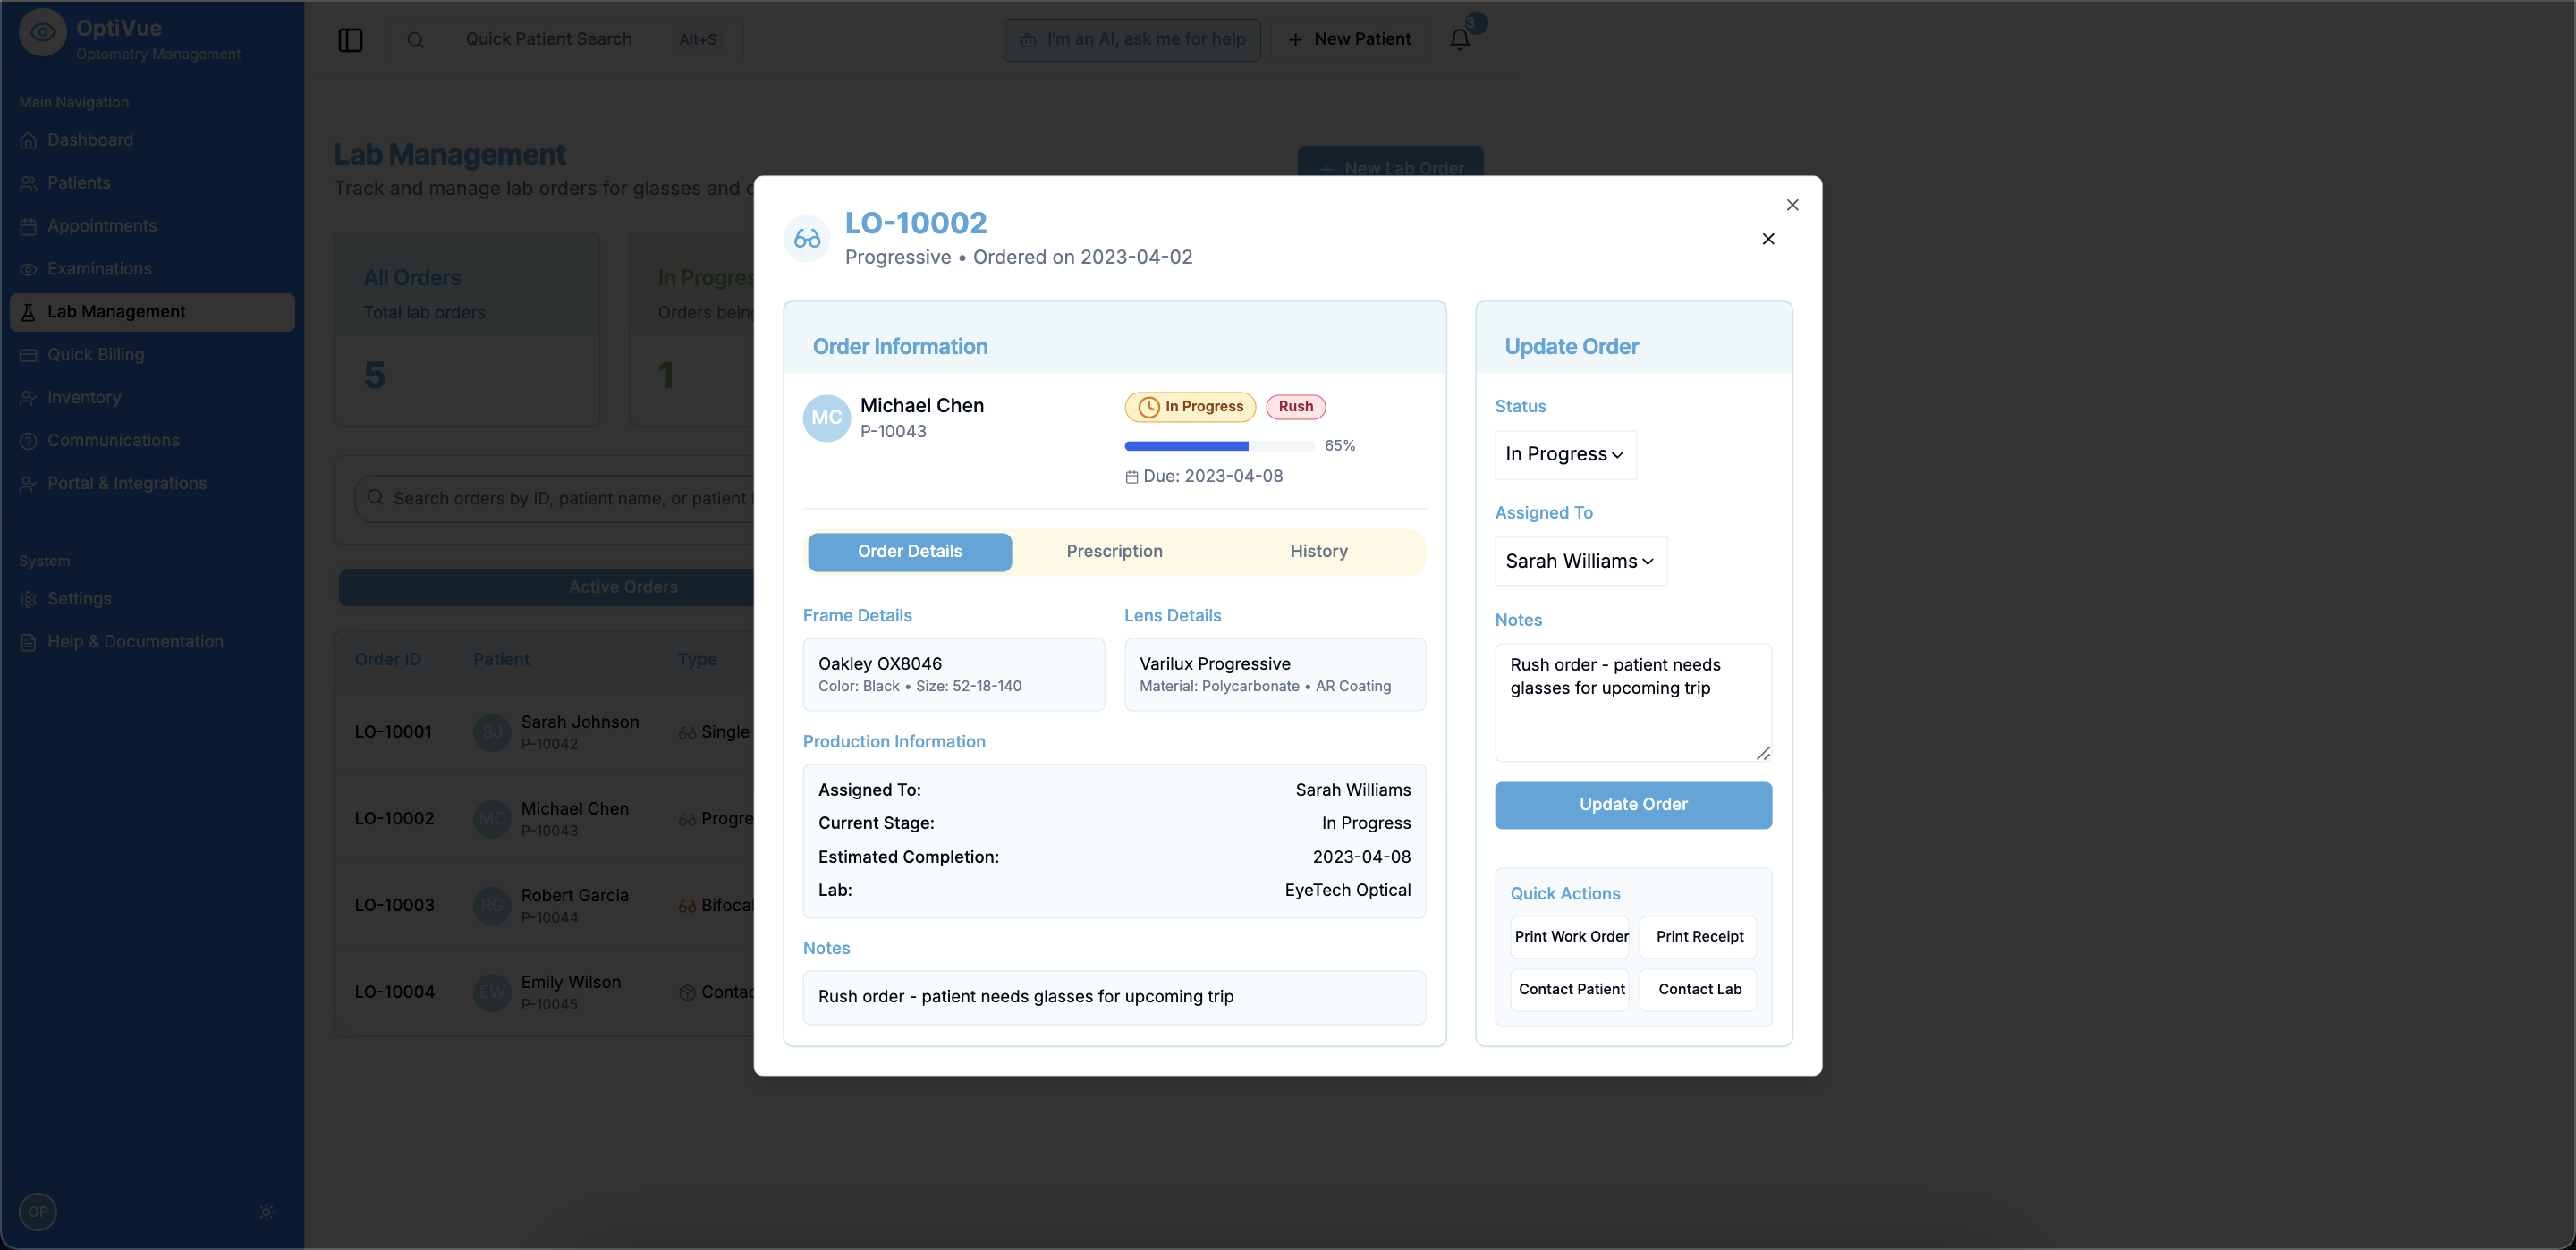 OptiVue
Optometry Management
Main Navigation
Dashboard
Patients
Appointments
Examinations
Lab Management
Quick Billing
Inventory
Communications
Portal & Integrations
System
Settings
Help & Documentation
OP
Quick Patient Search
Alt+S
I'm an AI, ask me for help
New Patient
3
Lab Management
Track and manage lab orders for glasses and
New Lab Order
All Orders
Total lab orders
5
In Progres
Orders bein
1
Search orders by ID, patient name, or patient
Active Orders
Order ID Patient Type
LO-10001 SJ Sarah Johnson Single
P-10042
LO-10002 MC Michael Chen Progre
P-10043
LO-10003 RG Robert Garcia Bifoca
P-10044
LO-10004 EW Emily Wilson Contac
P-10045
LO-10002
Progressive • Ordered on 2023-04-02
Order Information
MC
Michael Chen
P-10043
In Progress
Rush
65%
Due: 2023-04-08
Order Details
Prescription
History
Frame Details
Oakley OX8046
Color: Black • Size: 52-18-140
Lens Details
Varilux Progressive
Material: Polycarbonate • AR Coating
Production Information
Assigned To: Sarah Williams
Current Stage: In Progress
Estimated Completion: 2023-04-08
Lab: EyeTech Optical
Notes
Rush order - patient needs glasses for upcoming trip
Update Order
Status
In Progress
Assigned To
Sarah Williams
Notes
Rush order - patient needs
glasses for upcoming trip
Update Order
Quick Actions
Print Work Order
Print Receipt
Contact Patient
Contact Lab